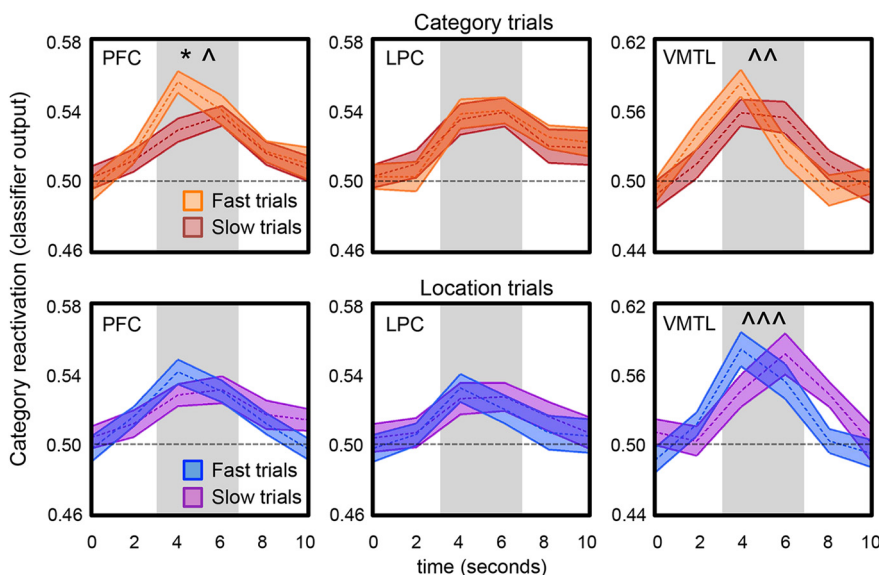 Category trials
0.58
0.54
0.50
0.46
PFC
* ^
Fast trials
Slow trials
0.58
0.54
0.50
0.46
LPC
0.62
0.56
0.50
0.44
VMTL
^^
Category reactivation (classifier output)
Location trials
0.58
0.54
0.50
0.46
PFC
Fast trials
Slow trials
0 2 4 6 8 10
0.58
0.54
0.50
0.46
LPC
0 2 4 6 8 10
0.62
0.56
0.50
0.44
VMTL
^^^
0 2 4 6 8 10
time (seconds)